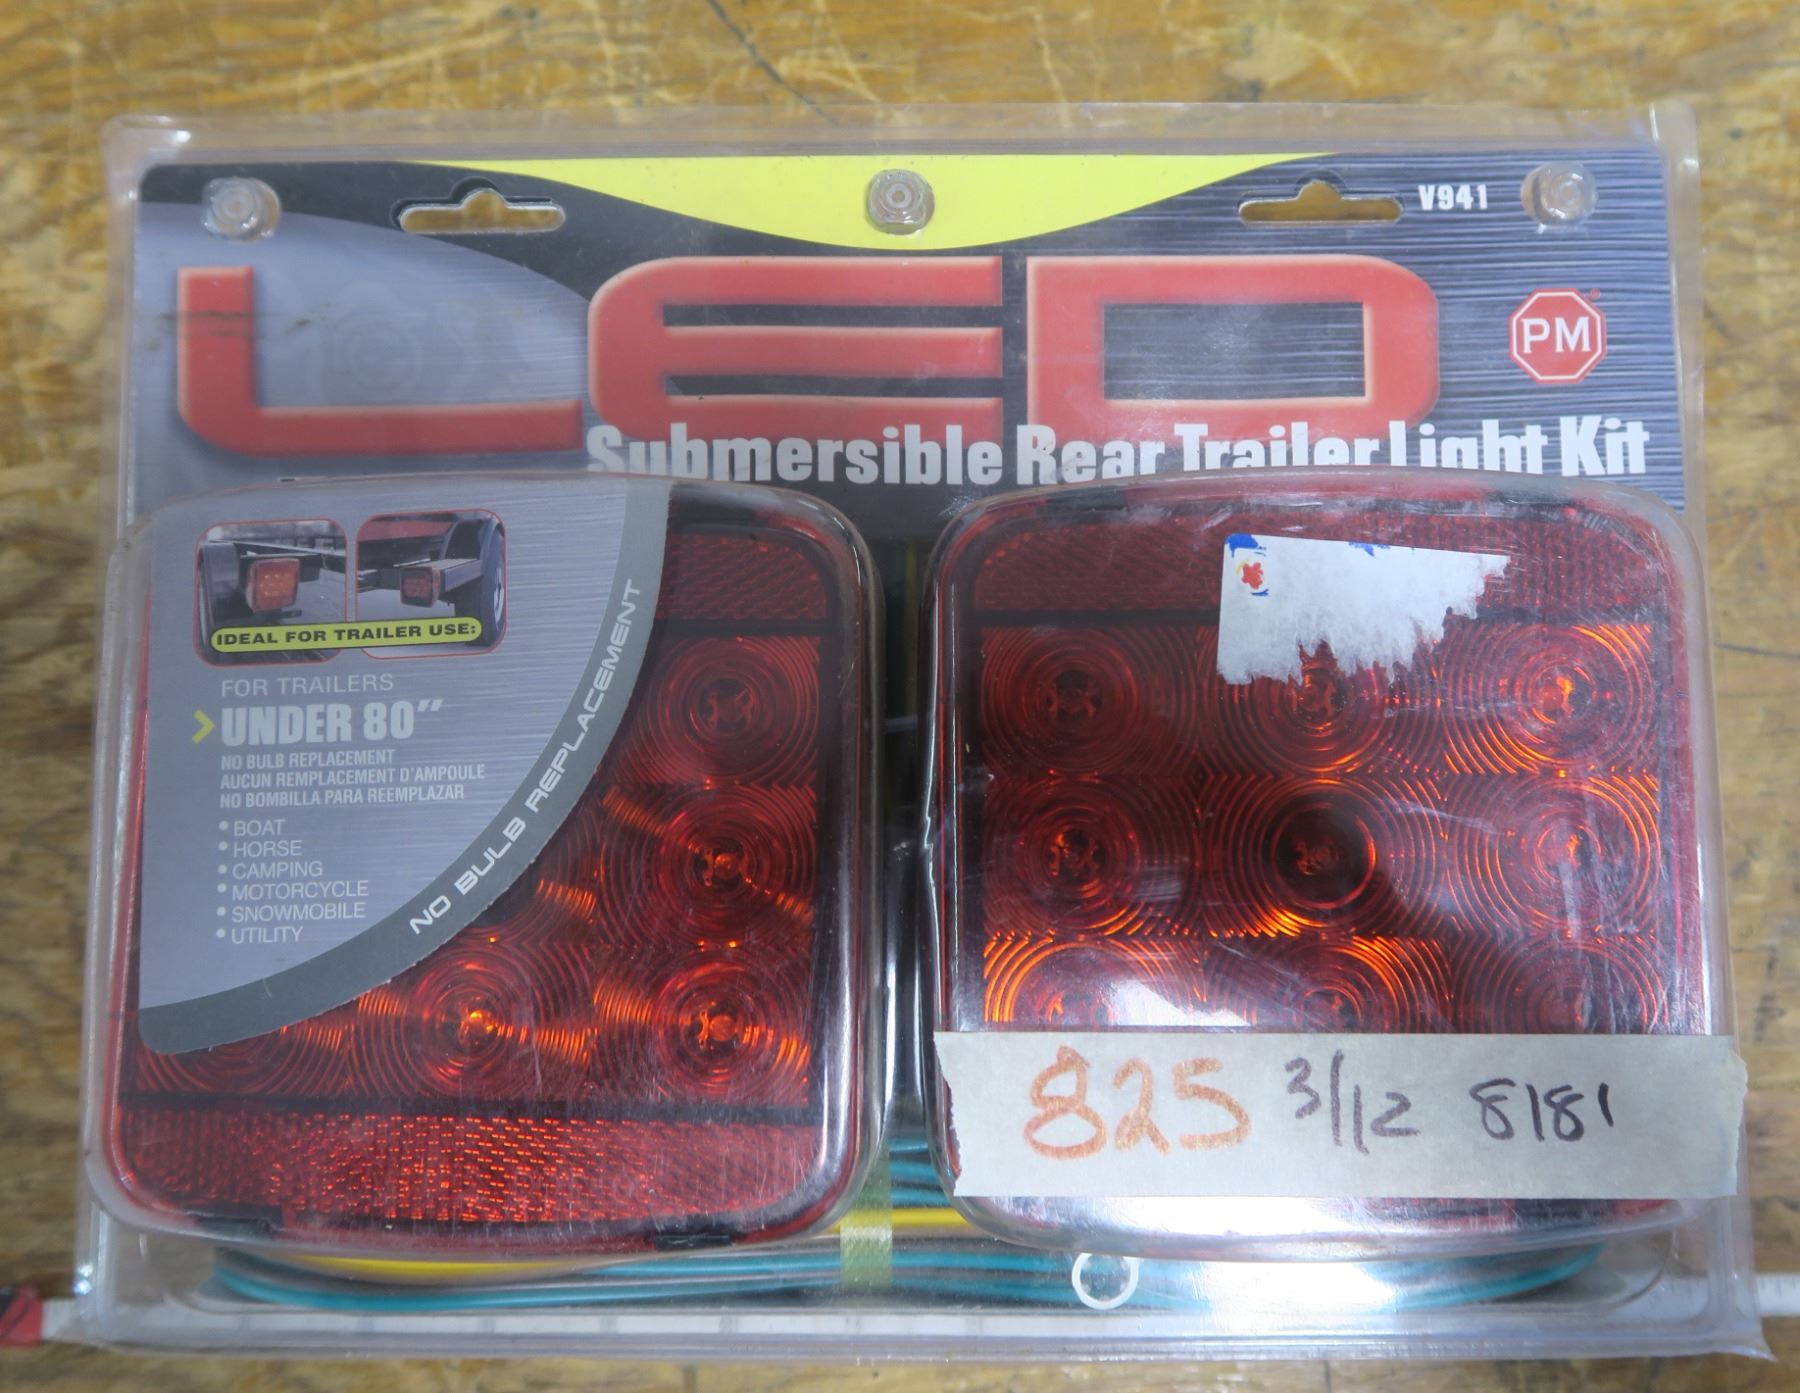 V941
LED
PM
Submersible Rear Trailer Light Kit
IDEAL FOR TRAILER USE:
FOR TRAILERS
UNDER 80"
NO BULB REPLACEMENT
AUCUN REMPLACEMENT D'AMPOULE
NO BOMBILLA PARA REEMPLAZAR
• BOAT
• HORSE
• CAMPING
• MOTORCYCLE
• SNOWMOBILE
• UTILITY
NO BULB REPLACEMENT
825 3/12 8181